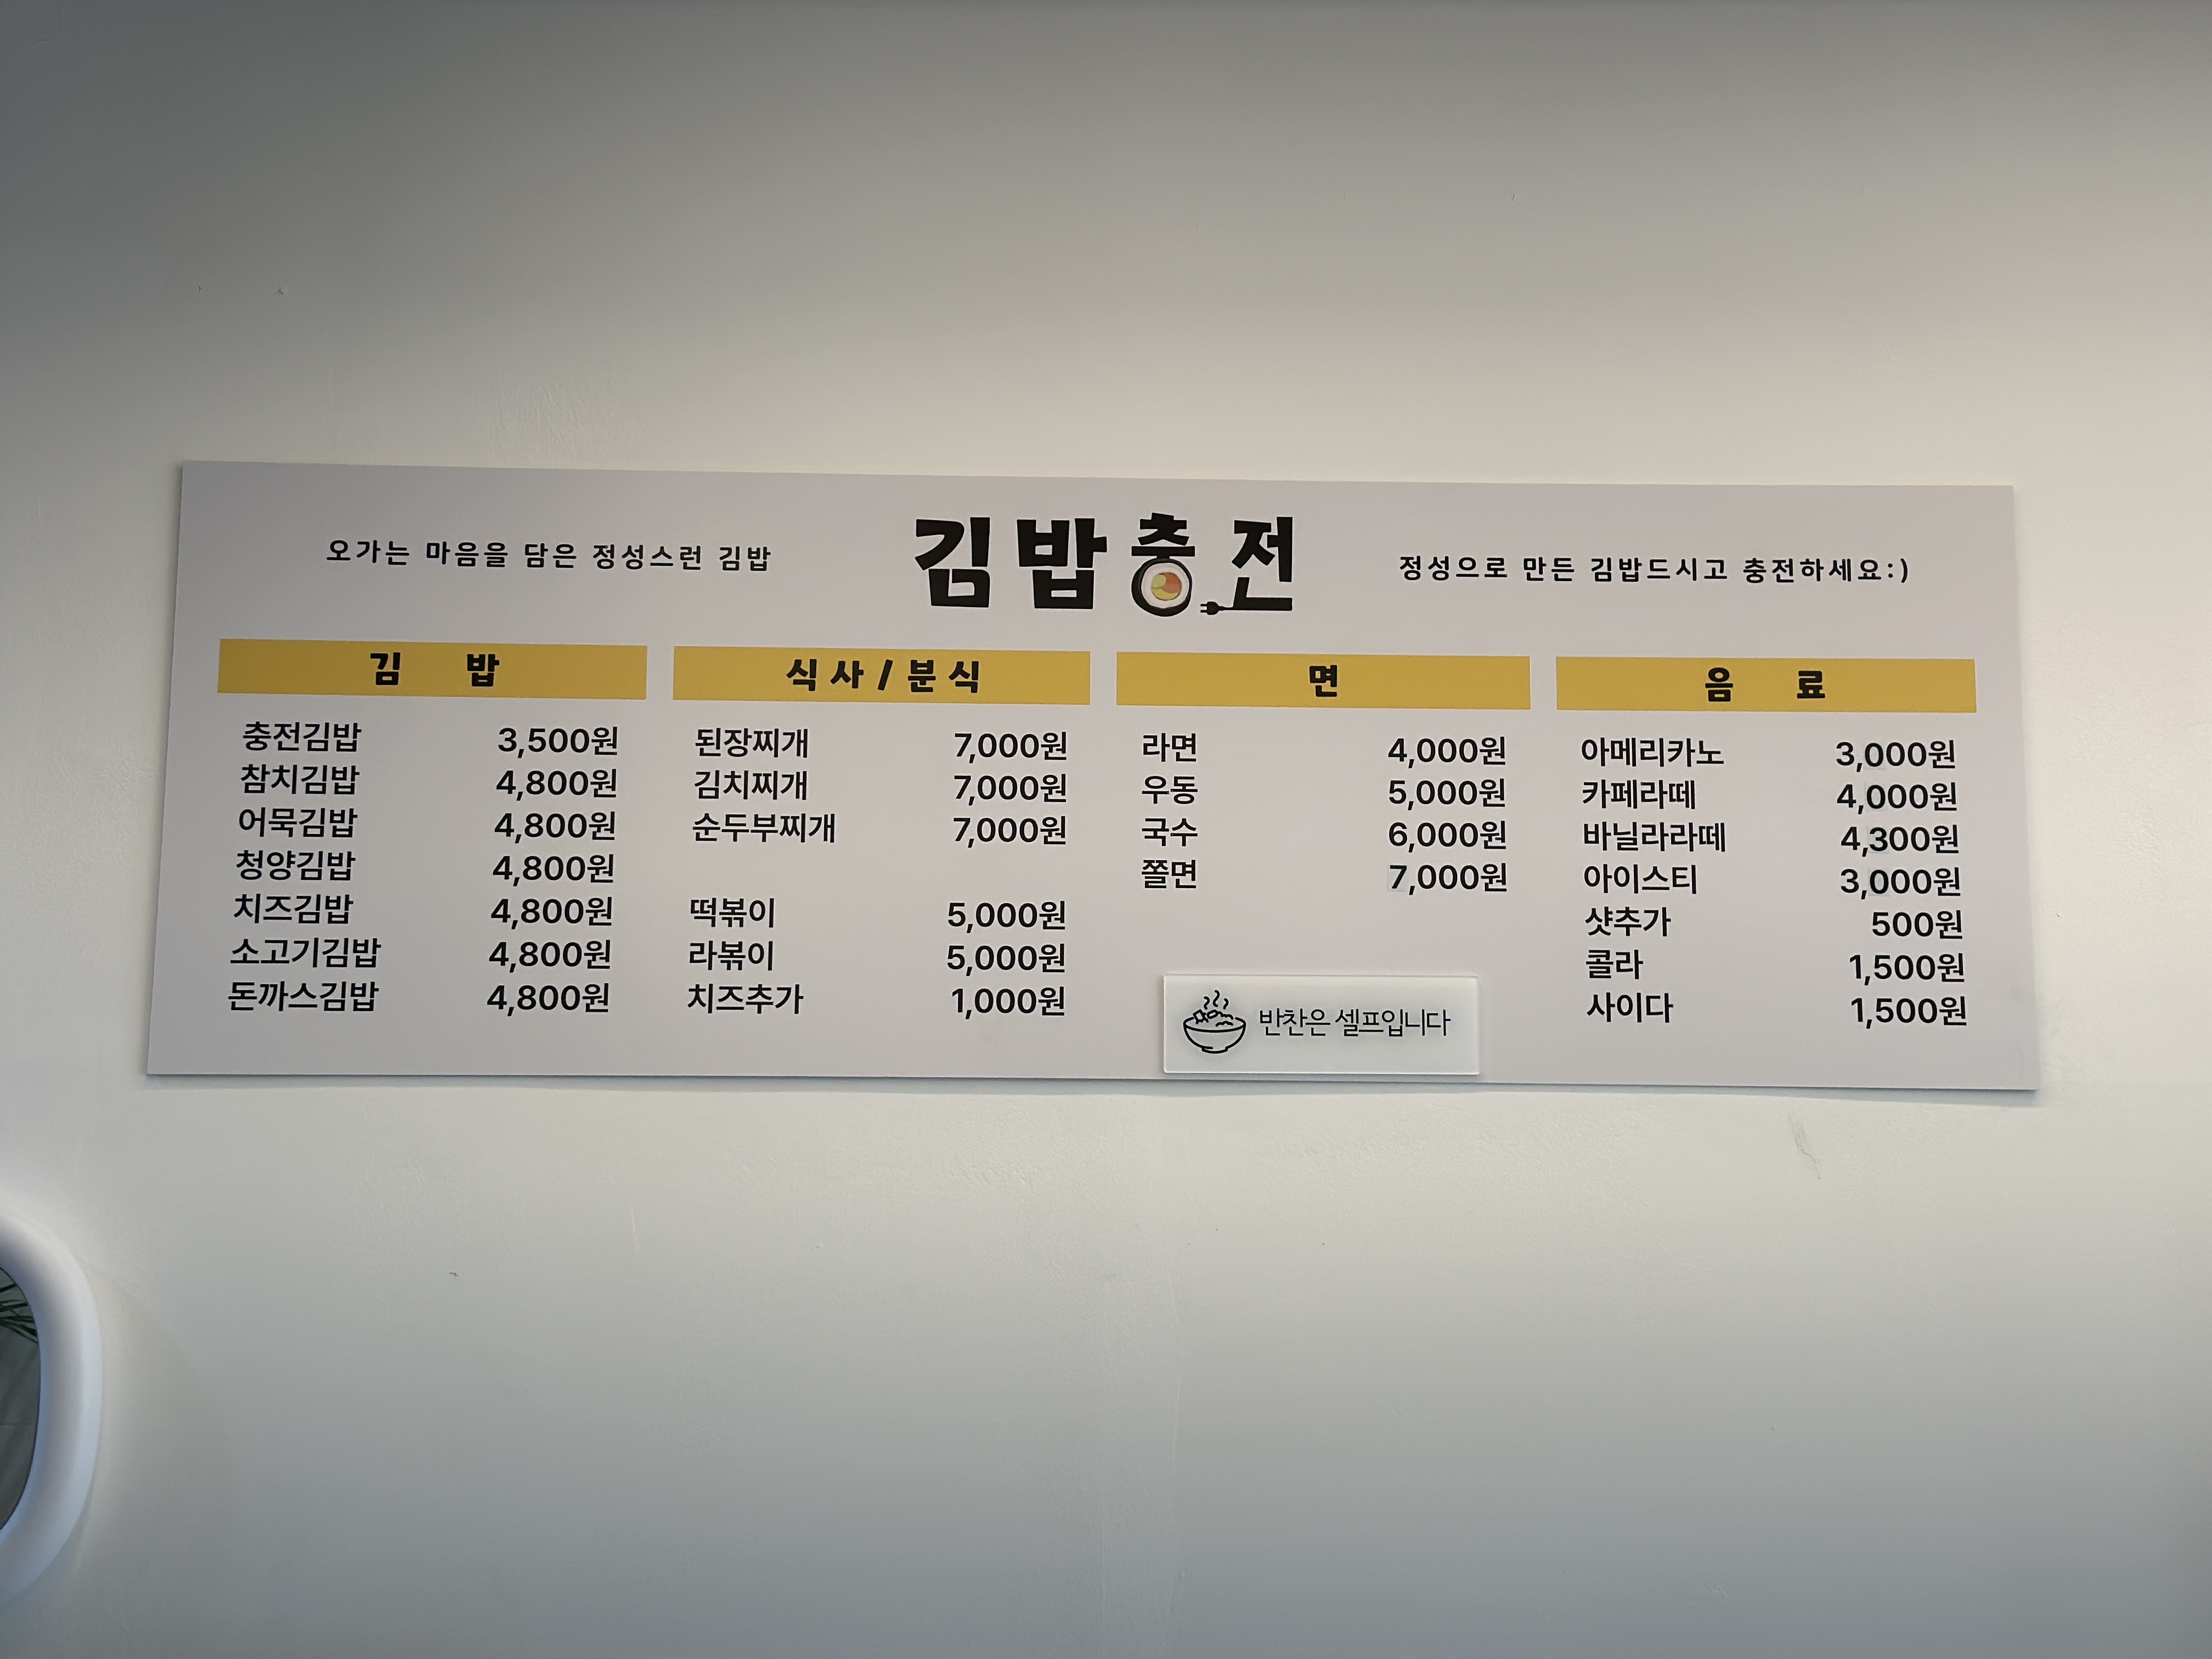 오가는 마음을 담은 정성스런 김밥
김밥충전
정성으로 만든 김밥드시고 충전하세요:)
김 밥
충전김밥 3,500원
참치김밥 4,800원
어묵김밥 4,800원
청양김밥 4,800원
치즈김밥 4,800원
소고기김밥 4,800원
돈까스김밥 4,800원
식사/분식
된장찌개 7,000원
김치찌개 7,000원
순두부찌개 7,000원
떡볶이 5,000원
라볶이 5,000원
치즈추가 1,000원
면
라면 4,000원
우동 5,000원
국수 6,000원
쫄면 7,000원
반찬은 셀프입니다
음 료
아메리카노 3,000원
카페라떼 4,000원
바닐라라떼 4,300원
아이스티 3,000원
샷추가 500원
콜라 1,500원
사이다 1,500원